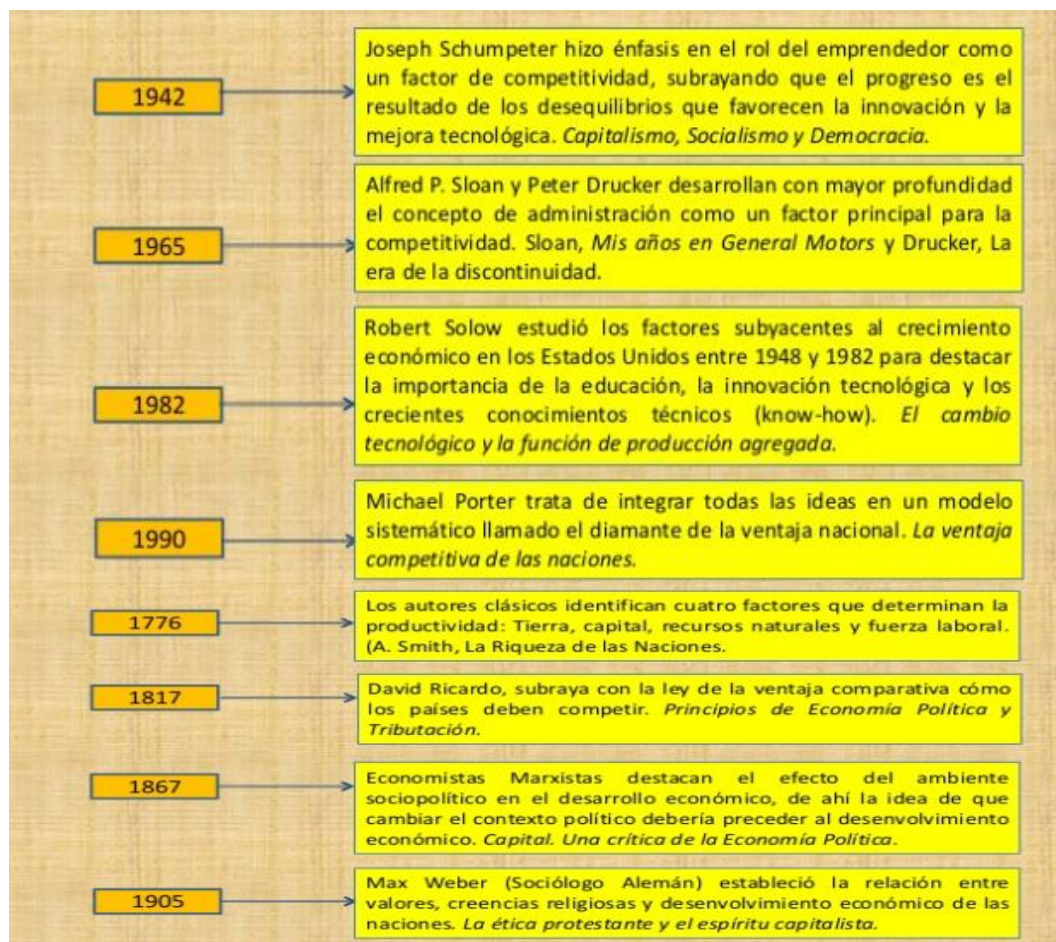 1942
Joseph Schumpeter hizo énfasis en el rol del emprendedor como
un factor de competitividad, subrayando que el progreso es el
resultado de los desequilibrios que favorecen la innovación y la
mejora tecnológica. Capitalismo, Socialismo y Democracia.
1965
Alfred P. Sloan y Peter Drucker desarrollan con mayor profundidad
el concepto de administración como un factor principal para la
competitividad. Sloan, Mis años en General Motors y Drucker, La
era de la discontinuidad.
1982
Robert Solow estudió los factores subyacentes al crecimiento
económico en los Estados Unidos entre 1948 y 1982 para destacar
la importancia de la educación, la innovación tecnológica y los
crecientes conocimientos técnicos (know-how). El cambio
tecnológico y la función de producción agregada.
1990
Michael Porter trata de integrar todas las ideas en un modelo
sistemático llamado el diamante de la ventaja nacional. La ventaja
competitiva de las naciones.
1776
Los autores clásicos identifican cuatro factores que determinan la
productividad: Tierra, capital, recursos naturales y fuerza laboral.
(A. Smith, La Riqueza de las Naciones.
1817
David Ricardo, subraya con la ley de la ventaja comparativa cómo
los países deben competir. Principios de Economía Política y
Tributación.
1867
Economistas Marxistas destacan el efecto del ambiente
sociopolítico en el desarrollo económico, de ahí la idea de que
cambiar el contexto político debería preceder al desenvolvimiento
económico. Capital. Una crítica de la Economía Política.
1905
Max Weber (Sociólogo Alemán) estableció la relación entre
valores, creencias religiosas y desenvolvimiento económico de las
naciones. La ética protestante y el espíritu capitalista.